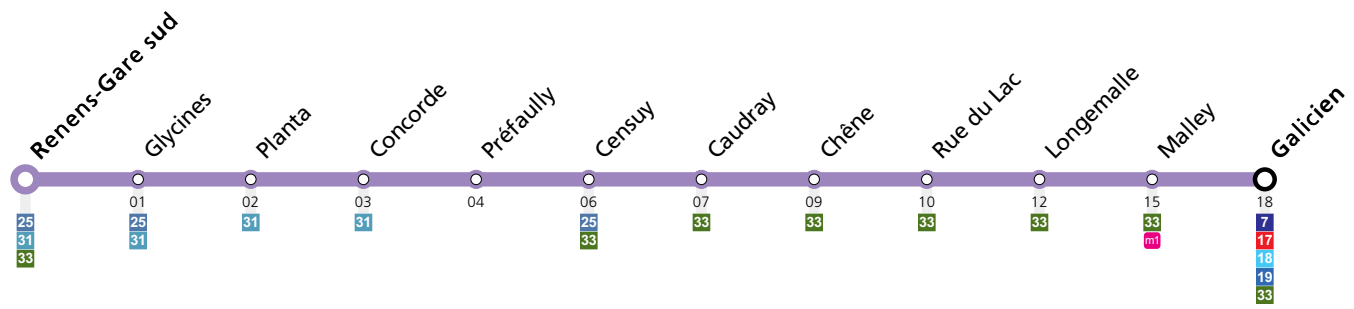 Renens-Gare sud
Glycines
Planta
Concorde
Préfaully
Censuy
Caudray
Chêne
Rue du Lac
Longemalle
Malley
Galicien
01 02 03 04 06 07 09 10 12 15 18
25 25 31 31 25 33 33 33 33 33 7
31 31 33 m1 17
33 18
19
33